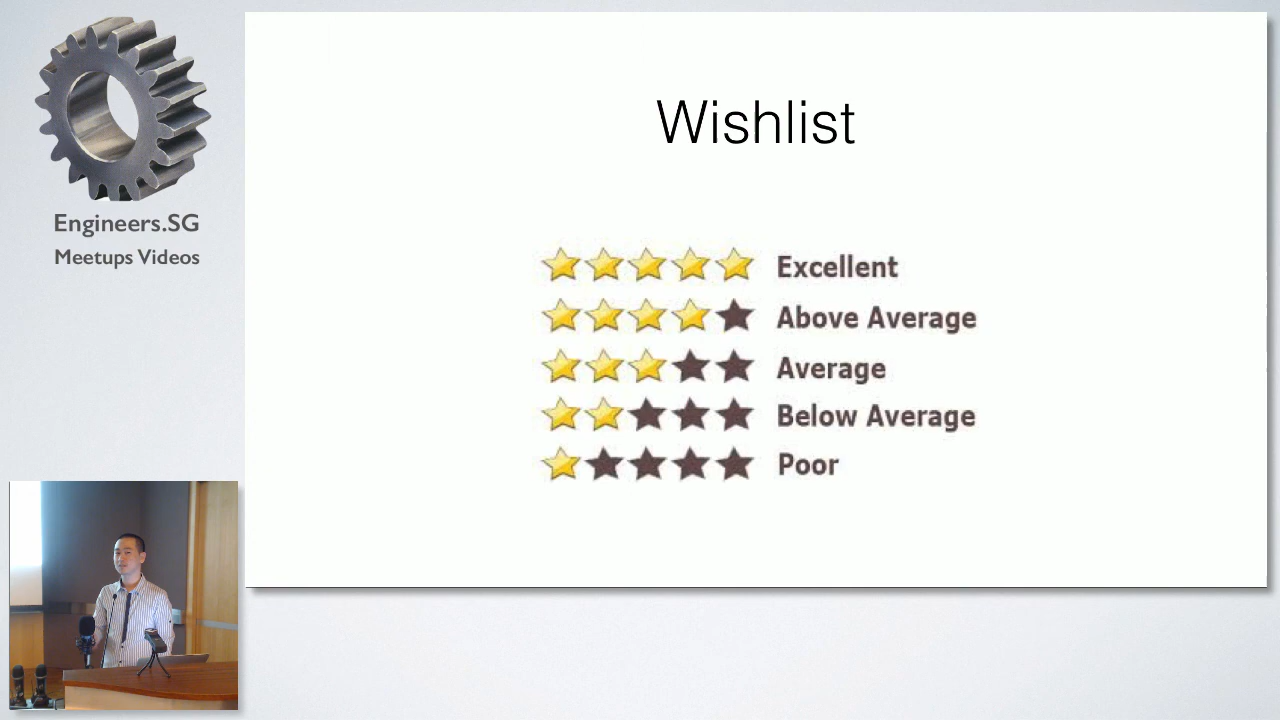 Engineers.SG
Meetups Videos
Wishlist
Excellent
Above Average
Average
Below Average
Poor